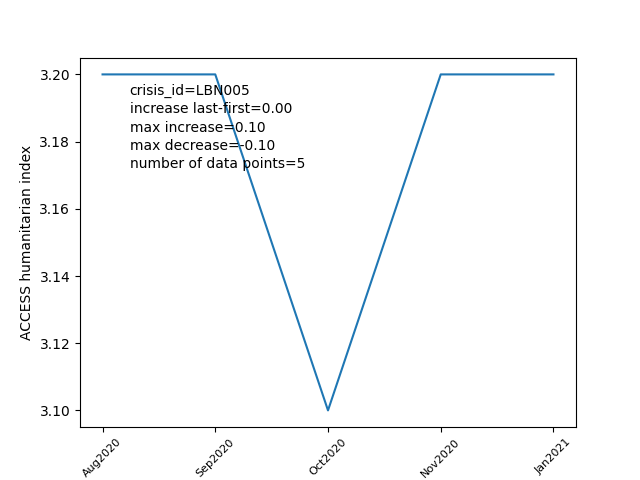 3.20
3.18
3.16
3.14
3.12
3.10
ACCESS humanitarian index
crisis_id=LBN005
increase last-first=0.00
max increase=0.10
max decrease=-0.10
number of data points=5
Aug2020
Sep2020
Oct2020
Nov2020
Jan2021